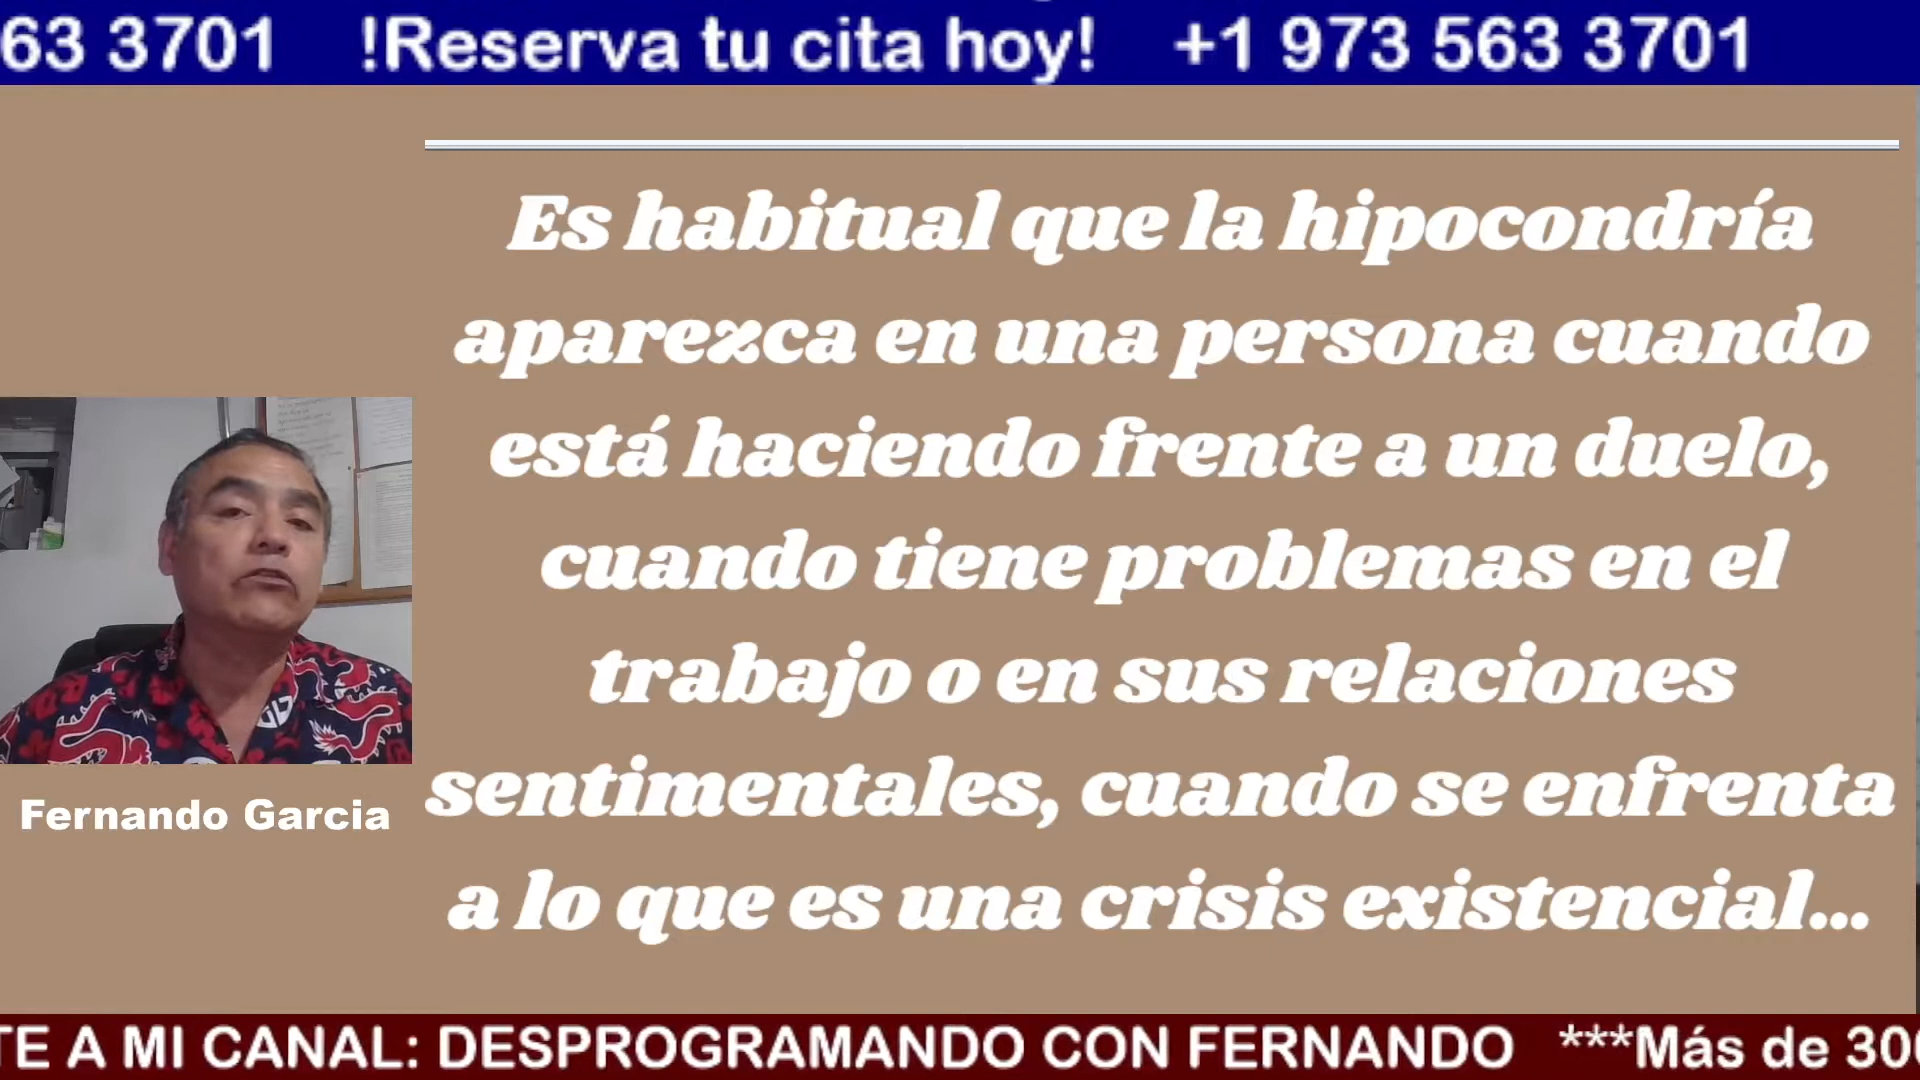 63 3701 !Reserva tu cita hoy! +1 973 563 3701
Es habitual que la hipocondría
aparezca en una persona cuando
está haciendo frente a un duelo,
cuando tiene problemas en el
trabajo o en sus relaciones
sentimentales, cuando se enfrenta
a lo que es una crisis existencial...
Fernando Garcia
TE A MI CANAL: DESPROGRAMANDO CON FERNANDO ***Más de 300